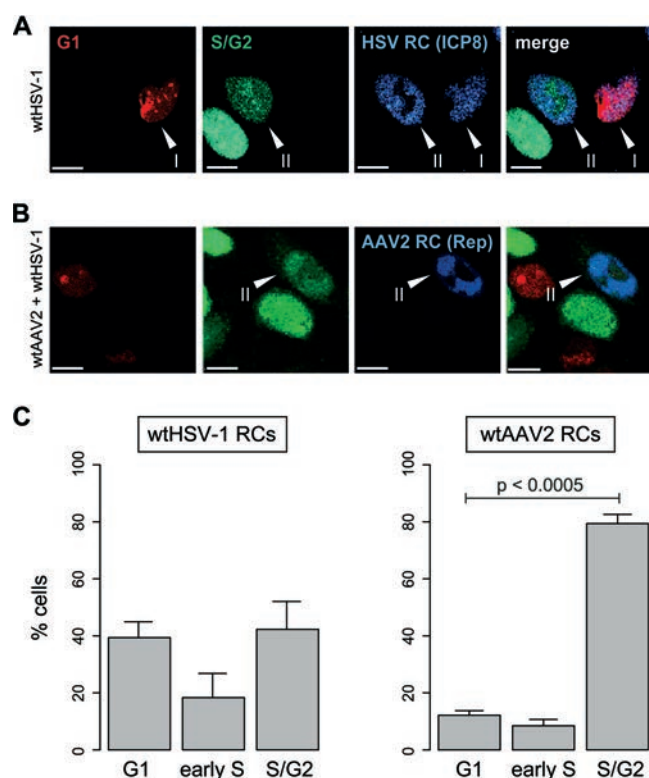 A
wtHSV-1
G1
S/G2
HSV RC (ICP8)
merge
I
II
II
I
II
I
B
wtAAV2 + wtHSV-1
AAV2 RC (Rep)
II
II
II
C
wtHSV-1 RCs
wtAAV2 RCs
% cells
100
80
60
40
20
0
G1 early S S/G2
100
80
60
40
20
0
p < 0.0005
G1 early S S/G2